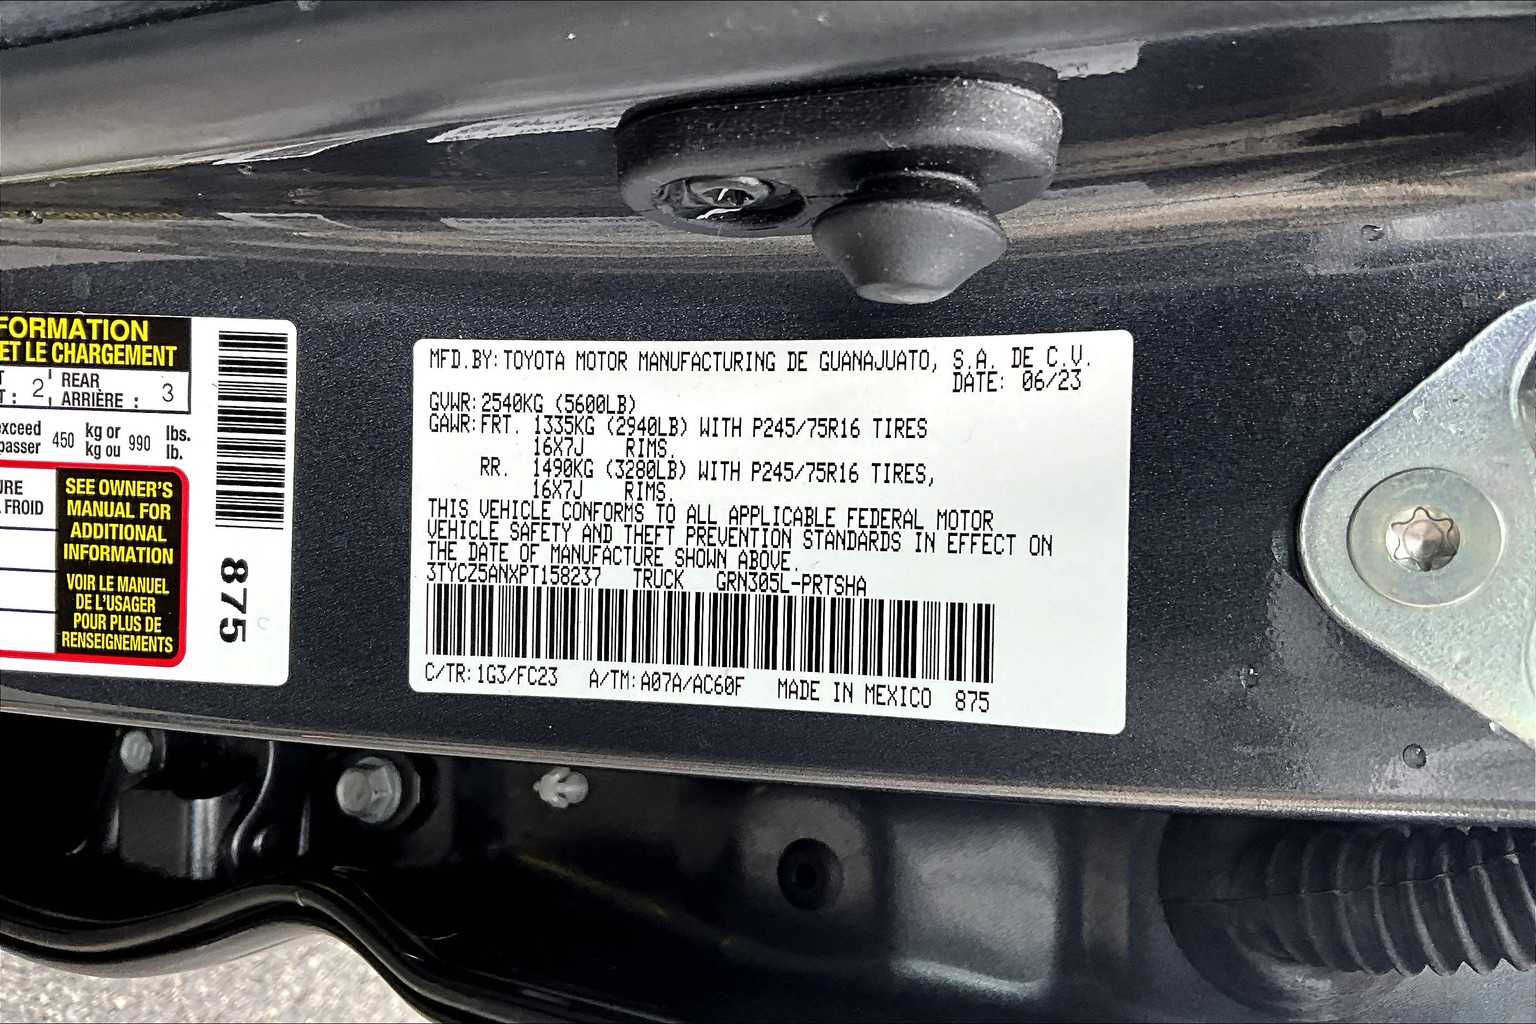 FORMATION
ET LE CHARGEMENT
T 2 REAR 3
T : ARRIÈRE :
exceed 450 kg or 990 lbs.
passer kg ou lb.
URE
FROID
SEE OWNER'S
MANUAL FOR
ADDITIONAL
INFORMATION
VOIR LE MANUEL
DE L'USAGER
POUR PLUS DE
RENSEIGNEMENTS
875
MFD.BY: TOYOTA MOTOR MANUFACTURING DE GUANAJUATO, S.A. DE C.V.
DATE: 06/23
GVWR: 2540KG (5600LB)
GAWR: FRT. 1335KG (2940LB) WITH P245/75R16 TIRES
16X7J RIMS.
RR. 1490KG (3280LB) WITH P245/75R16 TIRES,
16X7J RIMS.
THIS VEHICLE CONFORMS TO ALL APPLICABLE FEDERAL MOTOR
VEHICLE SAFETY AND THEFT PREVENTION STANDARDS IN EFFECT ON
THE DATE OF MANUFACTURE SHOWN ABOVE.
3TYCZ5ANXPT158237 TRUCK GRN305L-PRTSHA
C/TR: 1G3/FC23 A/TM: A07A/AC60F MADE IN MEXICO 875